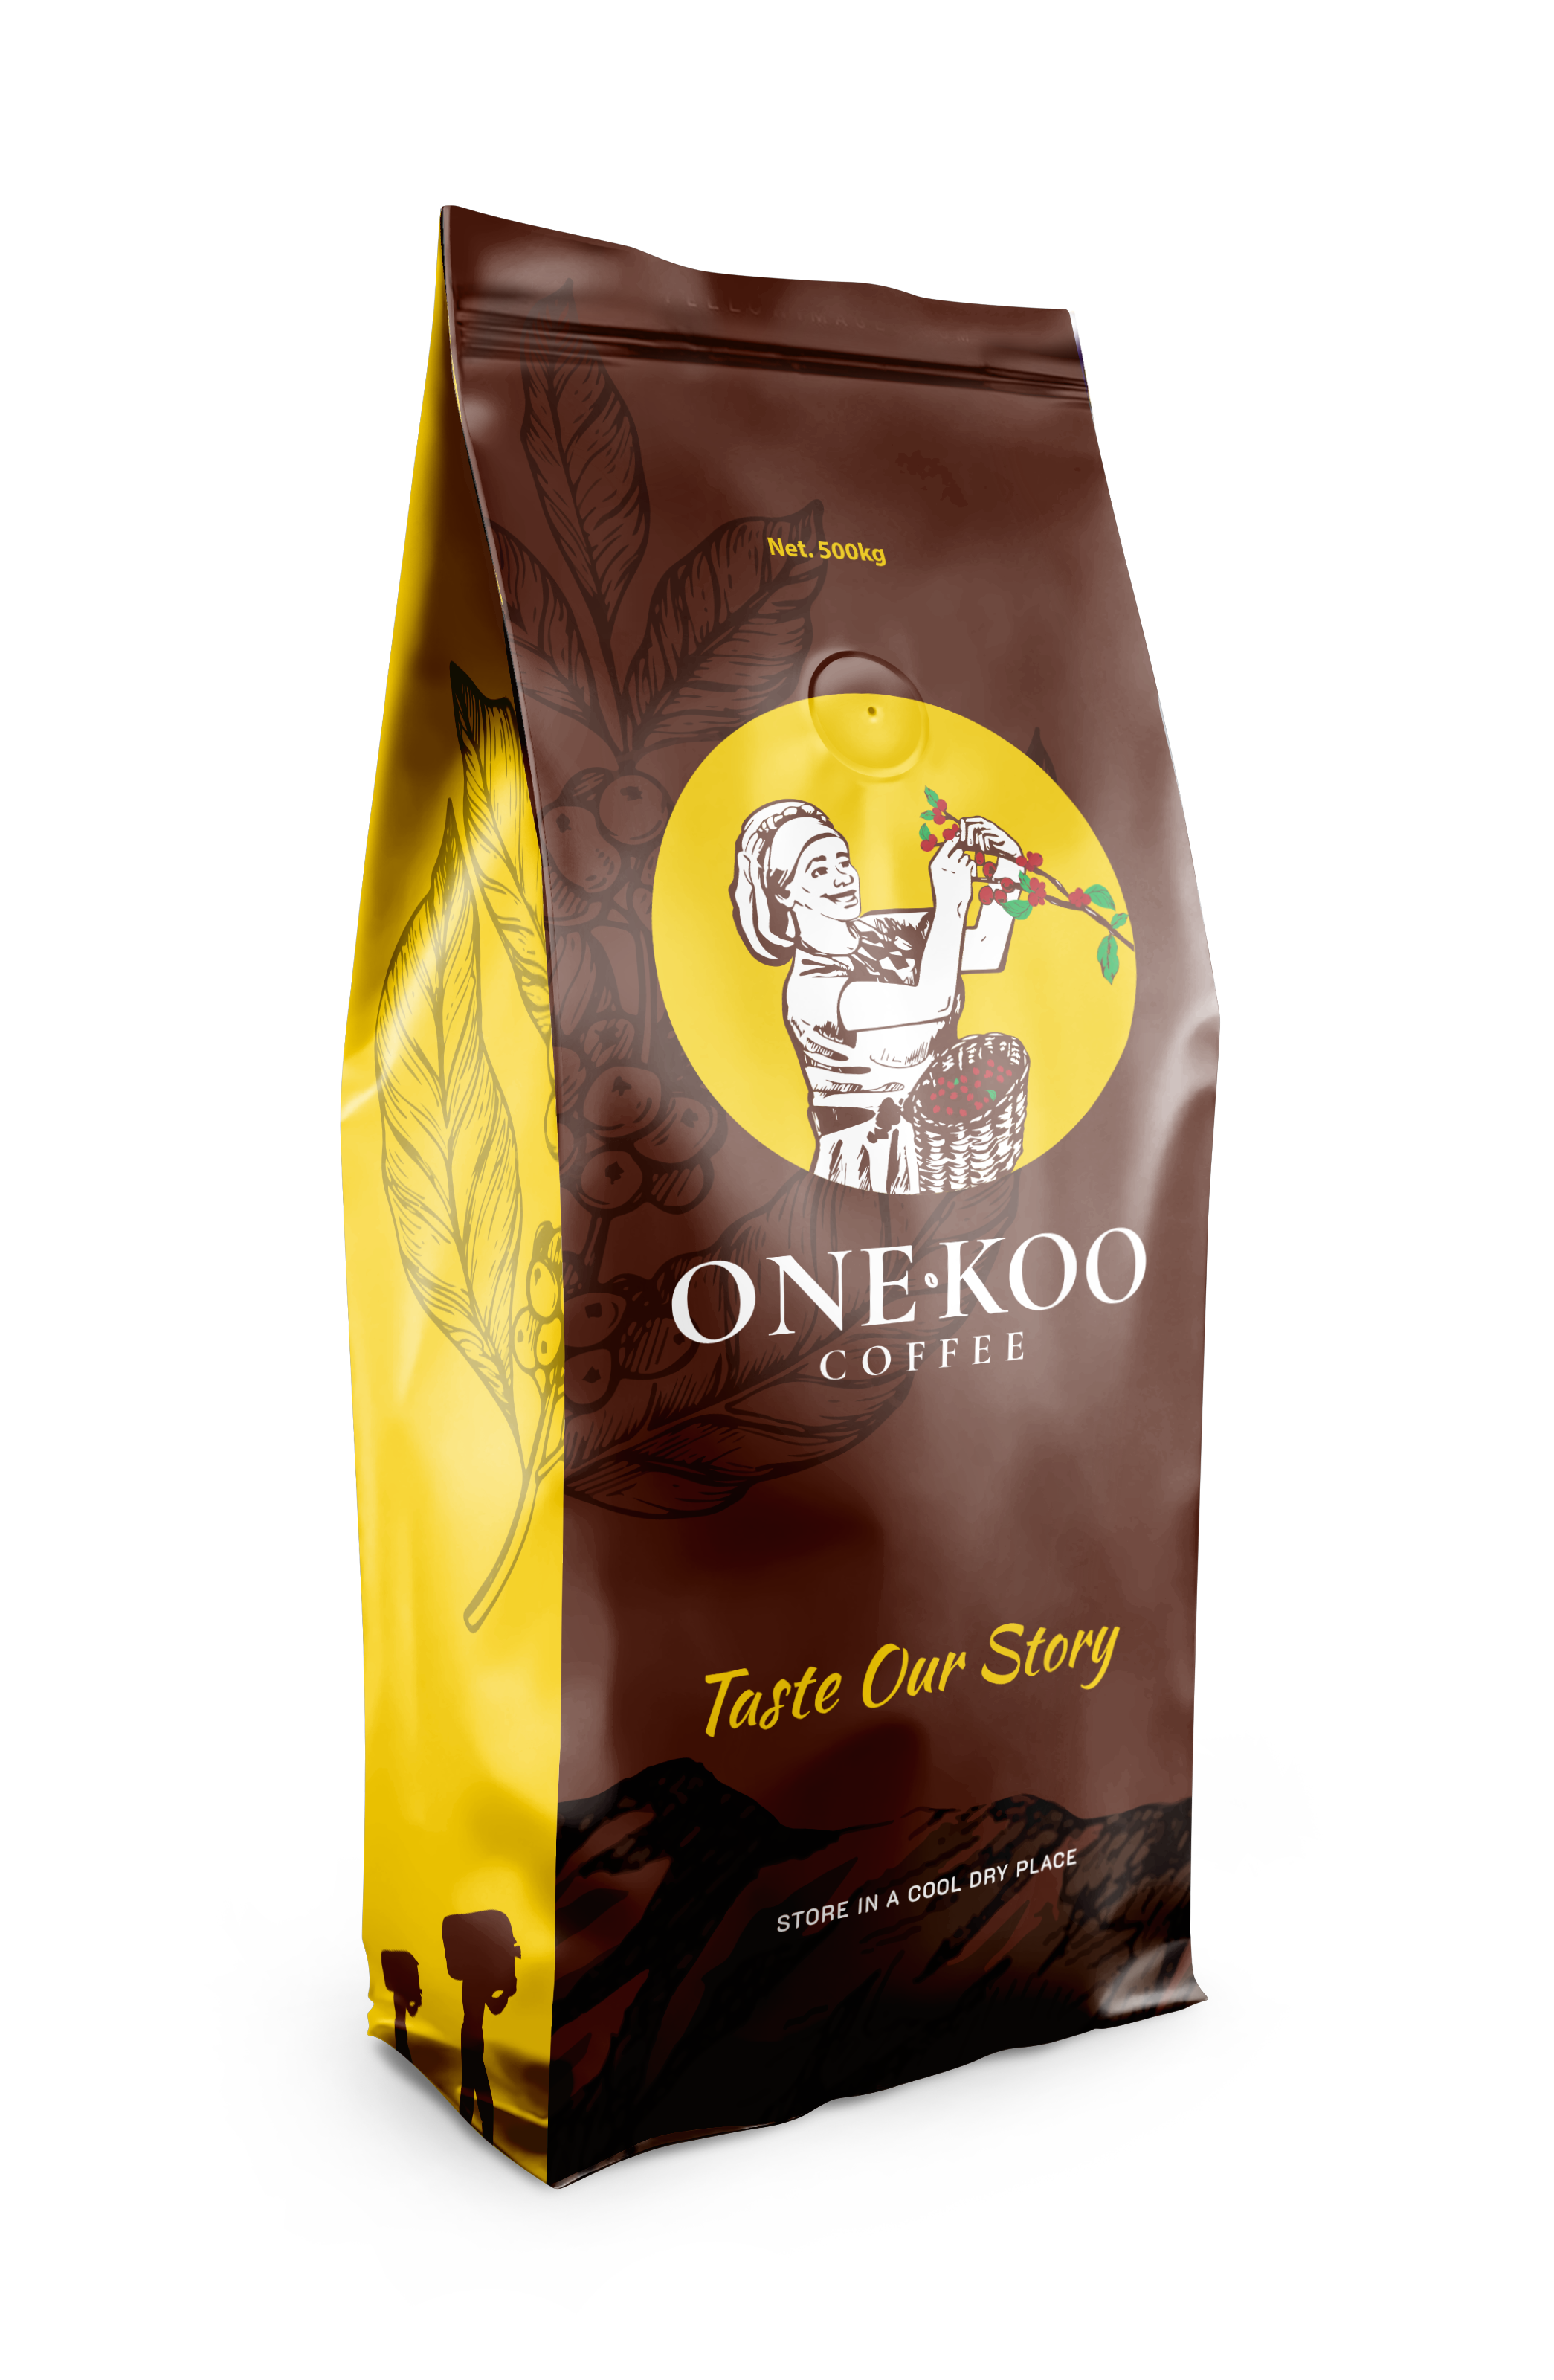 Net. 500kg
ONE•KOO
COFFEE
Taste Our Story
STORE IN A COOL DRY PLACE